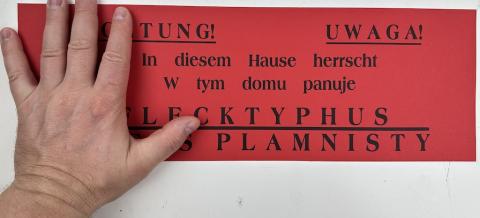 TUNG! UWAGA!
In diesem Hause herrscht
W tym domu panuje
LECKTYPHUS
S PLAMNISTY